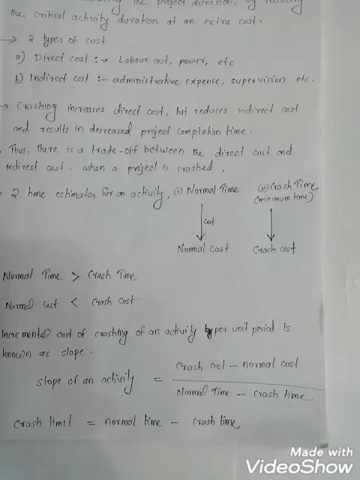 the project duration, by reducing
the critical activity duration at an extra cost.
→ 2 types of cost
a) Direct cost :→ Labour cost, power, etc
b) Indirect cost :- administrative expense, supervision, etc.
→ Crashing increases direct cost, but reduces indirect cost
and results in decreased project completion time.
Thus, There is a trade-off between the direct cost and
indirect cost, when a project is crashed.
2 time estimates for an activity, (i) Normal Time (ii) Crash Time
(minimum time)
cost
Normal Cost Crash cost
Normal Time > Crash Time
Normal cost < Crash cost.
Incremental cost of crashing of an activity per unit period is
known as slope.
slope of an activity = Crash cost - normal cost
Normal Time - Crash time
Crash limit = normal time - Crash time
Made with
VideoShow